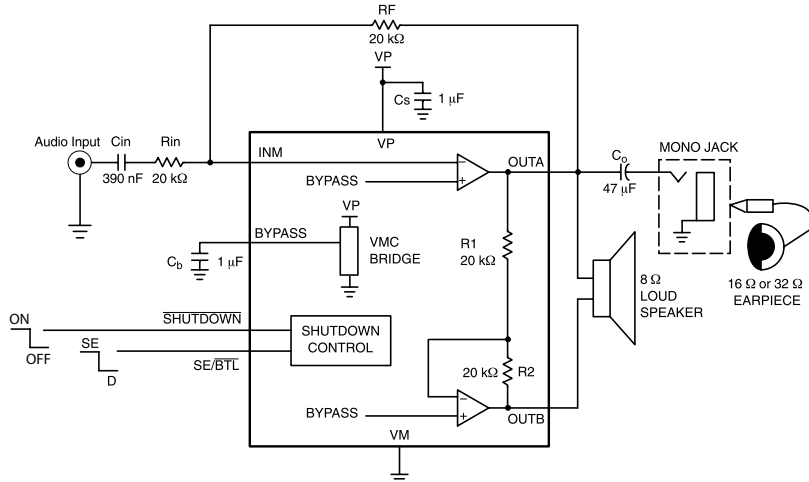 RF
20 kΩ
VP
Cs
1 μF
Audio Input
Cin
Rin
390 nF
20 kΩ
VP
INM
OUTA
BYPASS
Co
47 μF
MONO JACK
VP
BYPASS
VMC
BRIDGE
Cb
1 μF
R1
20 kΩ
8 Ω
LOUD
SPEAKER
16 Ω or 32 Ω
EARPIECE
ON
OFF
SHUTDOWN
SHUTDOWN
CONTROL
SE
D
SE/BTL
20 kΩ
R2
BYPASS
OUTB
VM